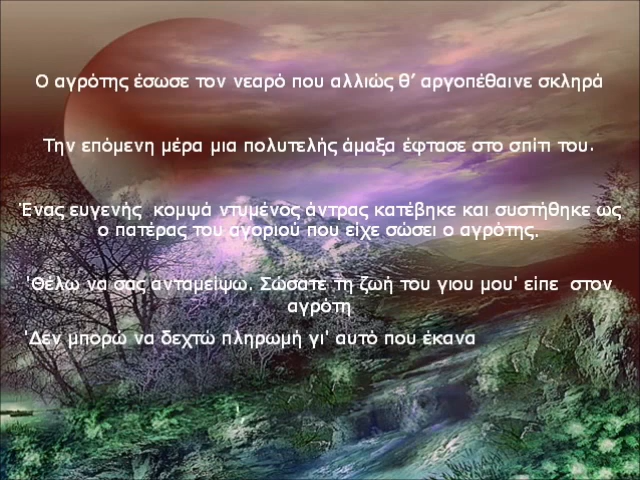 Ο αγρότης έσωσε τον νεαρό που αλλιώς θ’ αργοπέθαινε σκληρά
Την επόμενη μέρα μια πολυτελής άμαξα έφτασε στο σπίτι του.
Ένας ευγενής κομψά ντυμένος άντρας κατέβηκε και συστήθηκε ως
ο πατέρας του αγοριού που είχε σώσει ο αγρότης.
'Θέλω να σας ανταμείψω. Σώσατε τη ζωή του γιου μου' είπε στον
αγρότη
'Δεν μπορώ να δεχτώ πληρωμή γι' αυτό που έκανα